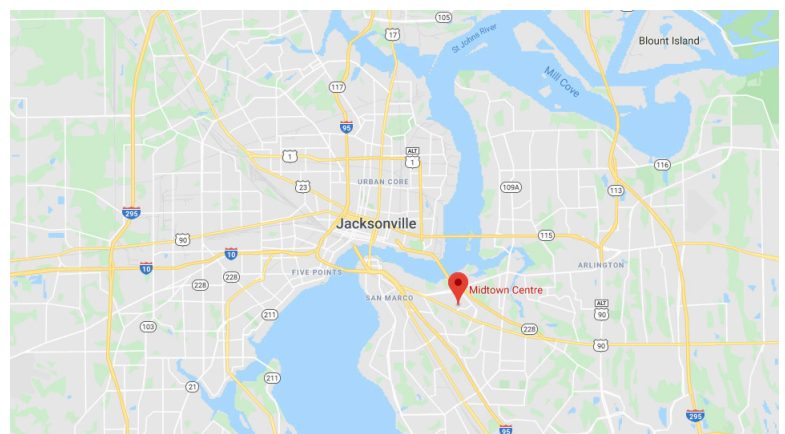 105
17
St Johns River
Blount Island
Mill Cove
117
95
ALT
1
1
116
URBAN CORE
23
109A
113
295
Jacksonville
90
115
10
10
ARLINGTON
FIVE POINTS
228
228
Midtown Centre
SAN MARCO
ALT
90
211
103
228
90
211
21
295
95